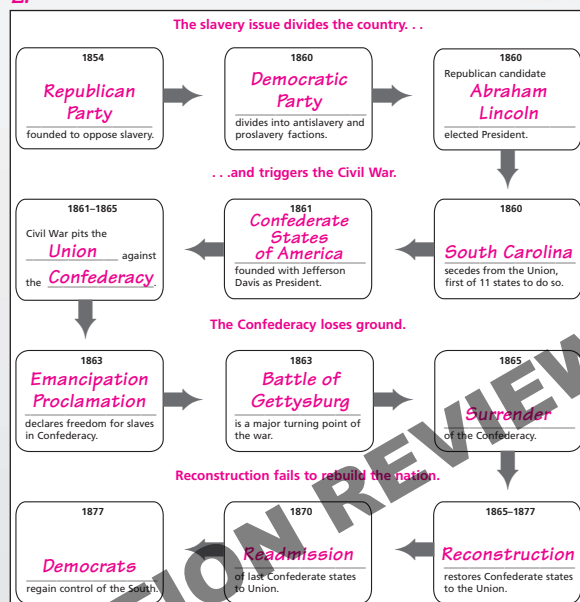 The slavery issue divides the country. . .
1854
Republican
Party
founded to oppose slavery.
1860
Democratic
Party
divides into antislavery and
proslavery factions.
1860
Republican candidate
Abraham
Lincoln
elected President.
. . .and triggers the Civil War.
1860
South Carolina
secedes from the Union,
first of 11 states to do so.
1861
Confederate
States
of America
founded with Jefferson
Davis as President.
1861–1865
Civil War pits the
Union against
the Confederacy.
The Confederacy loses ground.
1863
Emancipation
Proclamation
declares freedom for slaves
in Confederacy.
1863
Battle of
Gettysburg
is a major turning point of
the war.
1865
Surrender
of the Confederacy.
Reconstruction fails to rebuild the nation.
1865–1877
Reconstruction
restores Confederate states
to the Union.
1870
Readmission
of last Confederate states
to Union.
1877
Democrats
regain control of the South.